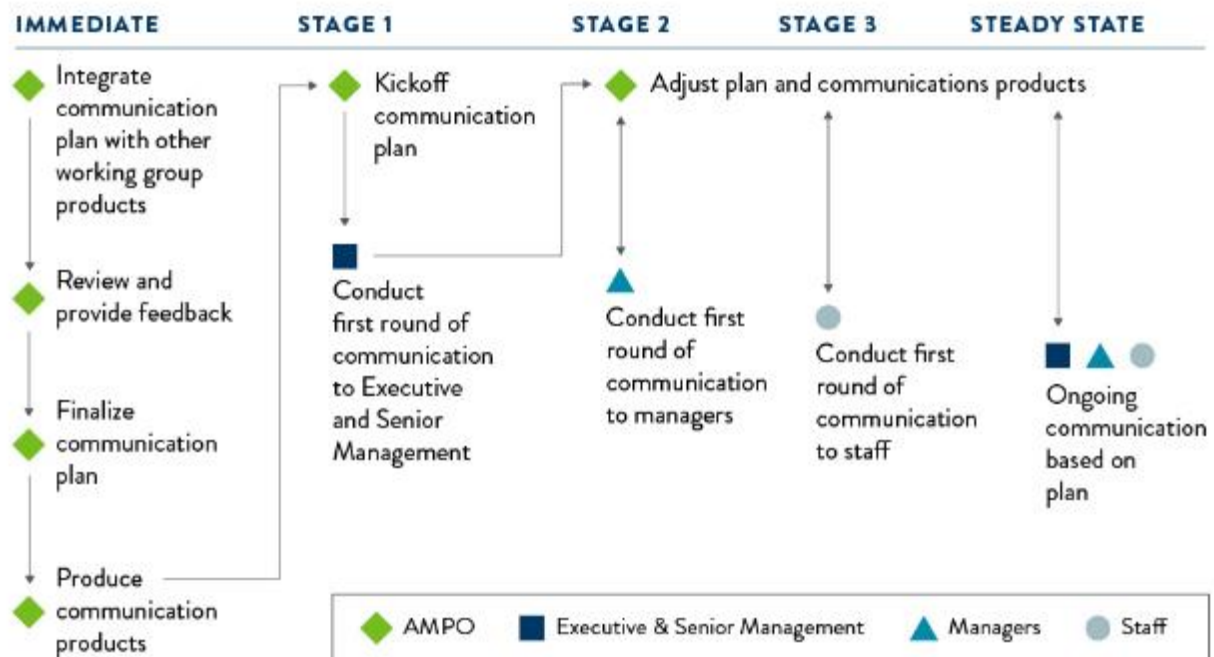 IMMEDIATE
STAGE 1
STAGE 2
STAGE 3
STEADY STATE
Integrate
communication
plan with other
working group
products
Review and
provide feedback
Finalize
communication
plan
Produce
communication
products
Kickoff
communication
plan
Conduct
first round of
communication
to Executive
and Senior
Management
Adjust plan and communications products
Conduct first
round of
communication
to managers
Conduct first
round of
communication
to staff
Ongoing
communication
based on
plan
AMPO
Executive & Senior Management
Managers
Staff